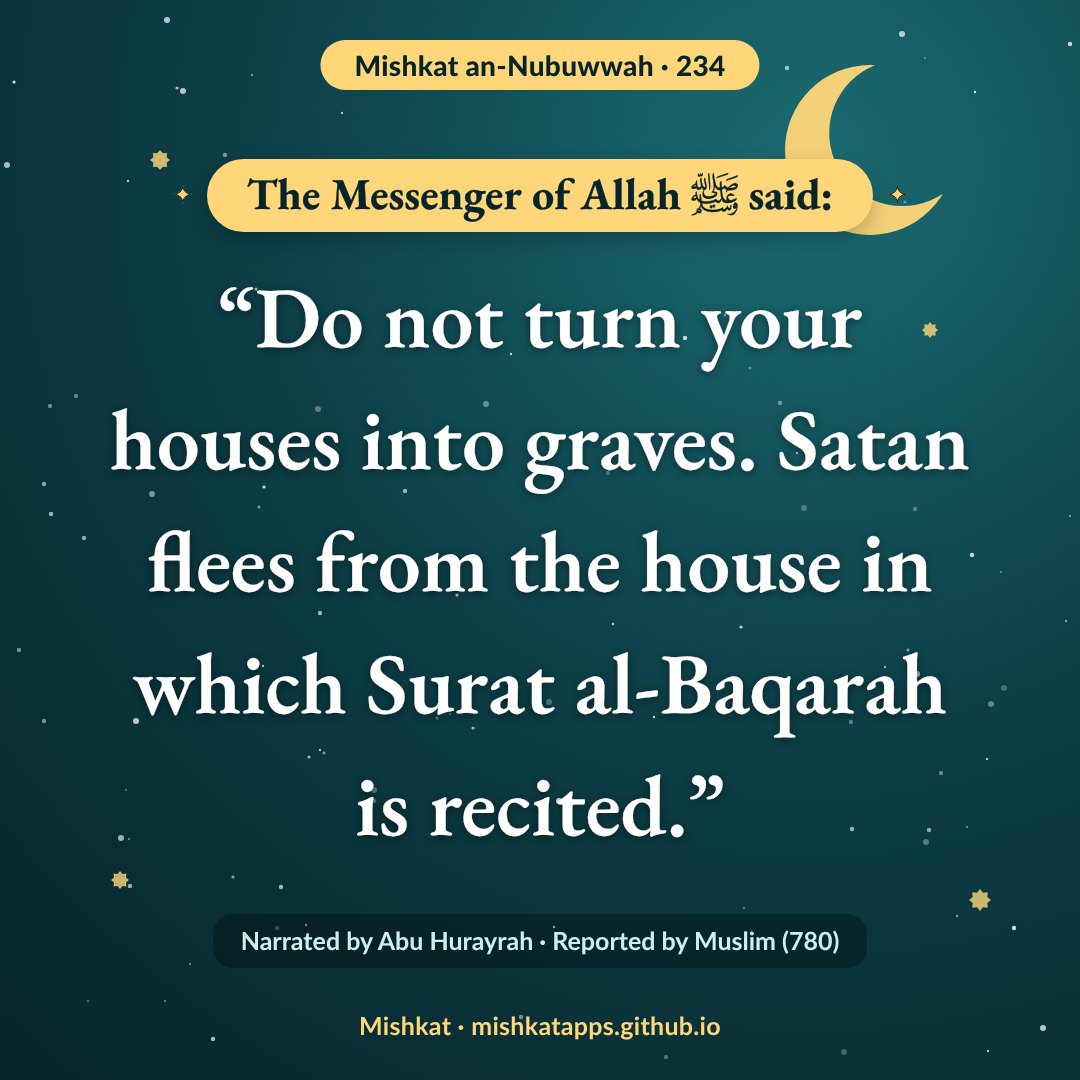 Mishkat an-Nubuwwah · 234
The Messenger of Allah ﷺ said:
“Do not turn your
houses into graves. Satan
flees from the house in
which Surat al-Baqarah
is recited.”
Narrated by Abu Hurayrah · Reported by Muslim (780)
Mishkat · mishkatapps.github.io